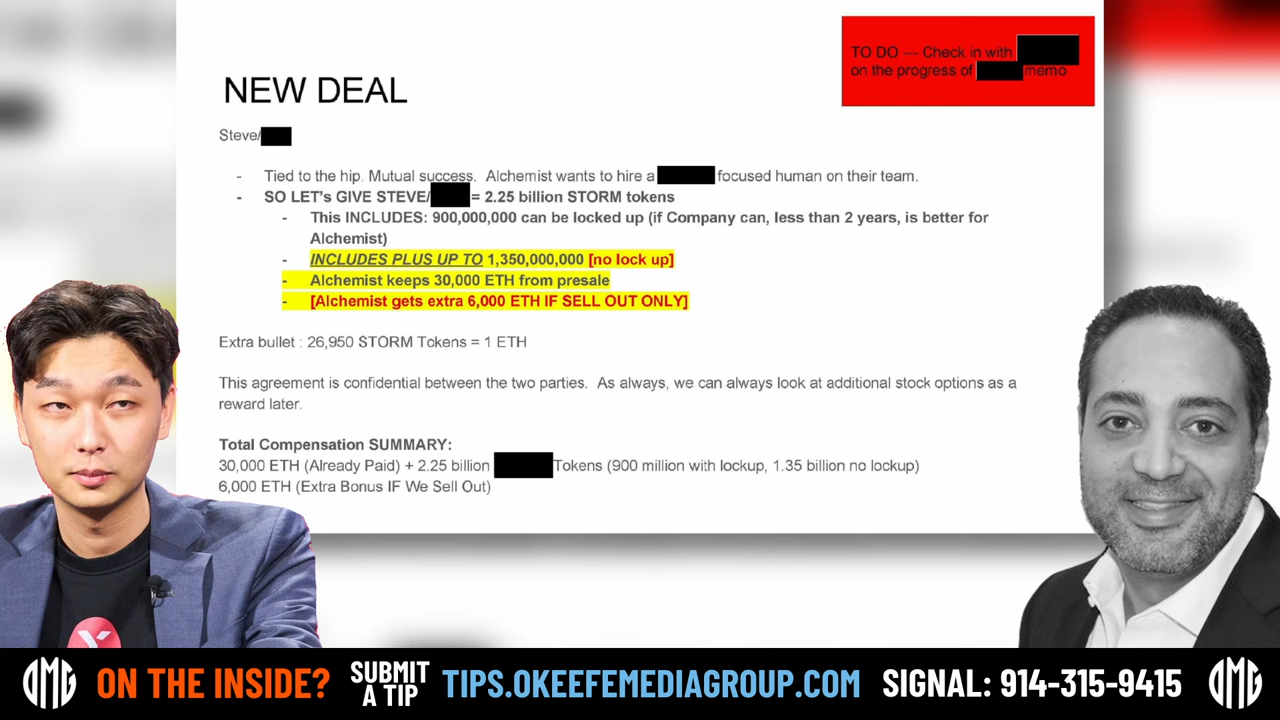 TO DO --- Check in with
on the progress of memo
NEW DEAL
Steve/
- Tied to the hip. Mutual success. Alchemist wants to hire a focused human on their team.
- SO LET's GIVE STEVE/ = 2.25 billion STORM tokens
- This INCLUDES: 900,000,000 can be locked up (if Company can, less than 2 years, is better for
Alchemist)
- INCLUDES PLUS UP TO 1,350,000,000 [no lock up]
- Alchemist keeps 30,000 ETH from presale
- [Alchemist gets extra 6,000 ETH IF SELL OUT ONLY]
Extra bullet : 26,950 STORM Tokens = 1 ETH
This agreement is confidential between the two parties. As always, we can always look at additional stock options as a
reward later.
Total Compensation SUMMARY:
30,000 ETH (Already Paid) + 2.25 billion Tokens (900 million with lockup, 1.35 billion no lockup)
6,000 ETH (Extra Bonus IF We Sell Out)
OMG ON THE INSIDE? SUBMIT
A TIP TIPS.OKEEFEMEDIAGROUP.COM SIGNAL: 914-315-9415 OMG